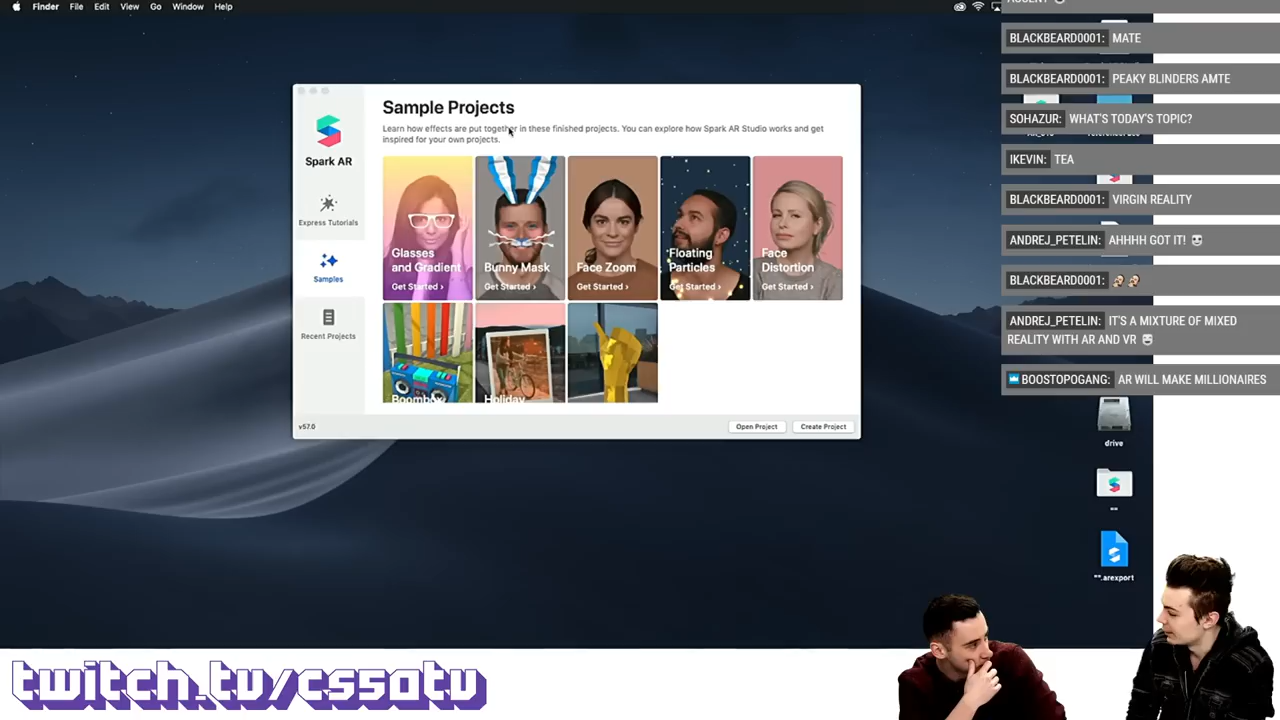 Finder File Edit View Go Window Help
Sample Projects
Learn how effects are put together in these finished projects. You can explore how Spark AR Studio works and get
inspired for your own projects.
Spark AR
Express Tutorials
Samples
Recent Projects
Glasses
and Gradient
Get Started ›
Bunny Mask
Get Started ›
Face Zoom
Get Started ›
Floating
Particles
Get Started ›
Face
Distortion
Get Started ›
Boombox
Holiday
v57.0
Open Project
Create Project
BLACKBEARD0001: MATE
BLACKBEARD0001: PEAKY BLINDERS AMTE
SOHAZUR: WHAT'S TODAY'S TOPIC?
IKEVIN: TEA
BLACKBEARD0001: VIRGIN REALITY
ANDREJ_PETELIN: AHHHH GOT IT!
BLACKBEARD0001:
ANDREJ_PETELIN: IT'S A MIXTURE OF MIXED
REALITY WITH AR AND VR
BOOSTOPOGANG: AR WILL MAKE MILLIONAIRES
drive
**
**.arexport
twitch.tv/cssatv